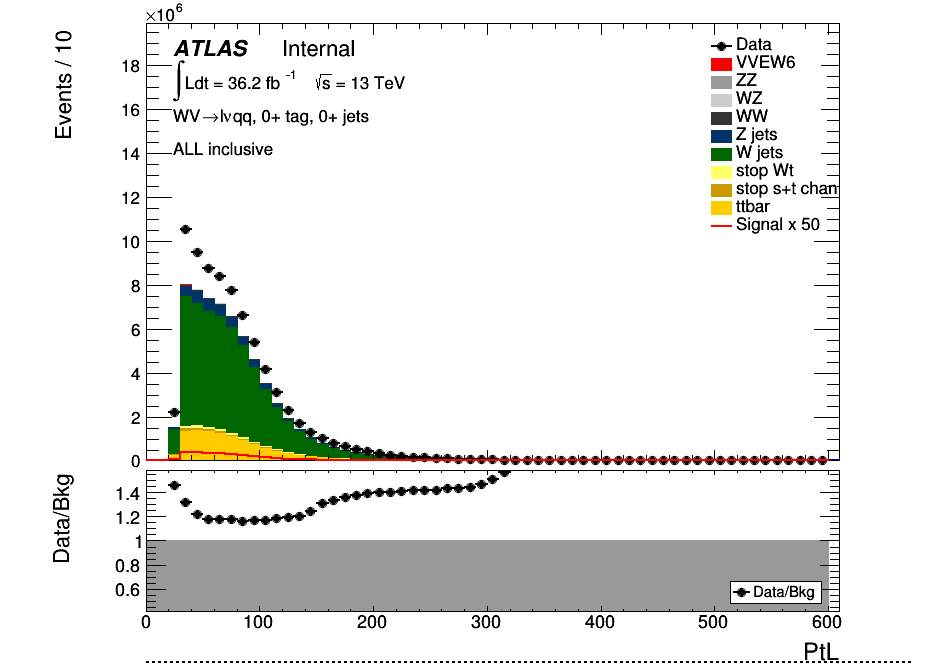 ×10⁶
Events / 10
18
16
14
12
10
8
6
4
2
0
ATLAS Internal
∫Ldt = 36.2 fb⁻¹ √s = 13 TeV
WV→lνqq, 0+ tag, 0+ jets
ALL inclusive
Data
VVEW6
ZZ
WZ
WW
Z jets
W jets
stop Wt
stop s+t chan
ttbar
Signal x 50
Data/Bkg
1.4
1.2
1
0.8
0.6
Data/Bkg
0 100 200 300 400 500 600
PtL